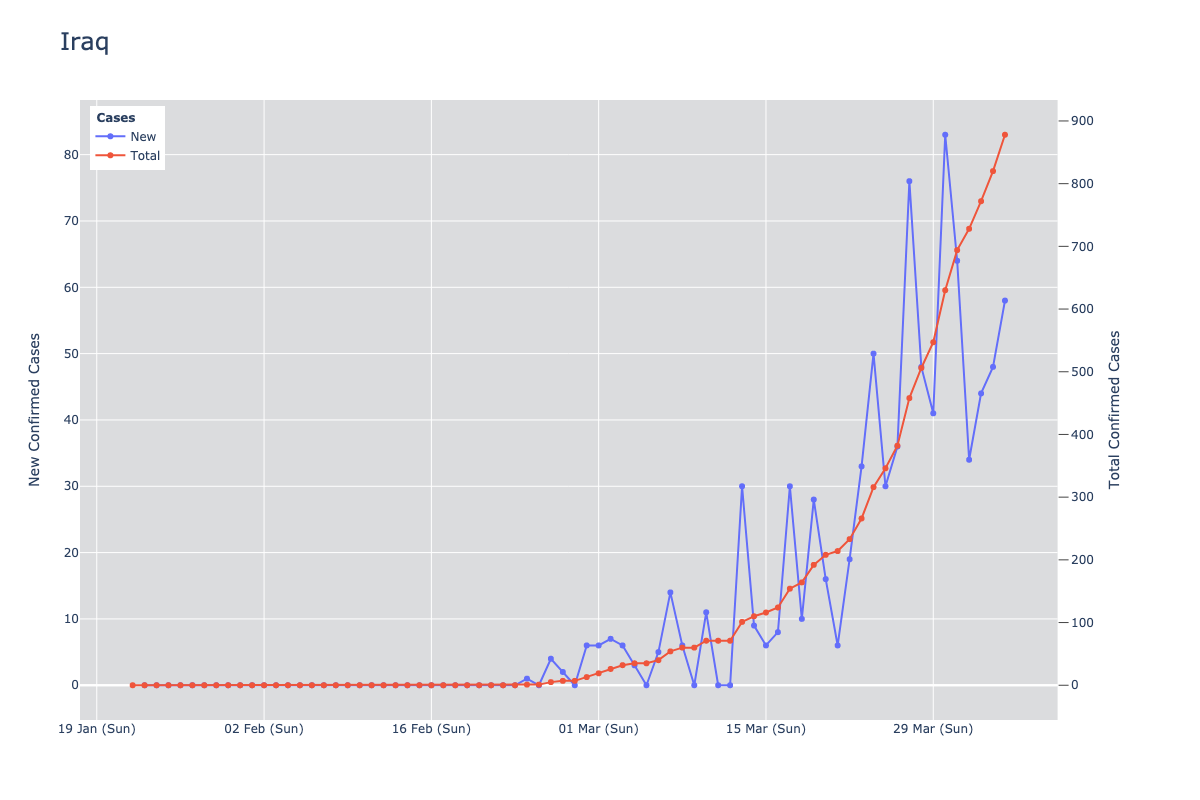 Iraq
Cases
New
Total
New Confirmed Cases
80
70
60
50
40
30
20
10
0
Total Confirmed Cases
900
800
700
600
500
400
300
200
100
0
19 Jan (Sun) 02 Feb (Sun) 16 Feb (Sun) 01 Mar (Sun) 15 Mar (Sun) 29 Mar (Sun)